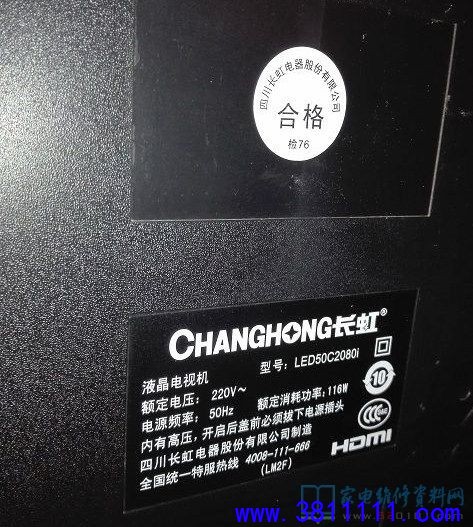 四川长虹电器股份有限公司
合格
检76
CHANGHONG长虹®
液晶电视机 型号: LED50C2080i
额定电压: 220V~
电源频率: 50Hz 额定消耗功率: 116W
10
内有高压, 开启后盖前必须拔下电源插头
四川长虹电器股份有限公司制造
全国统一特服热线 4008-111-666
(LM2F)
HDMI
家电维修资料网
www.3811111.com